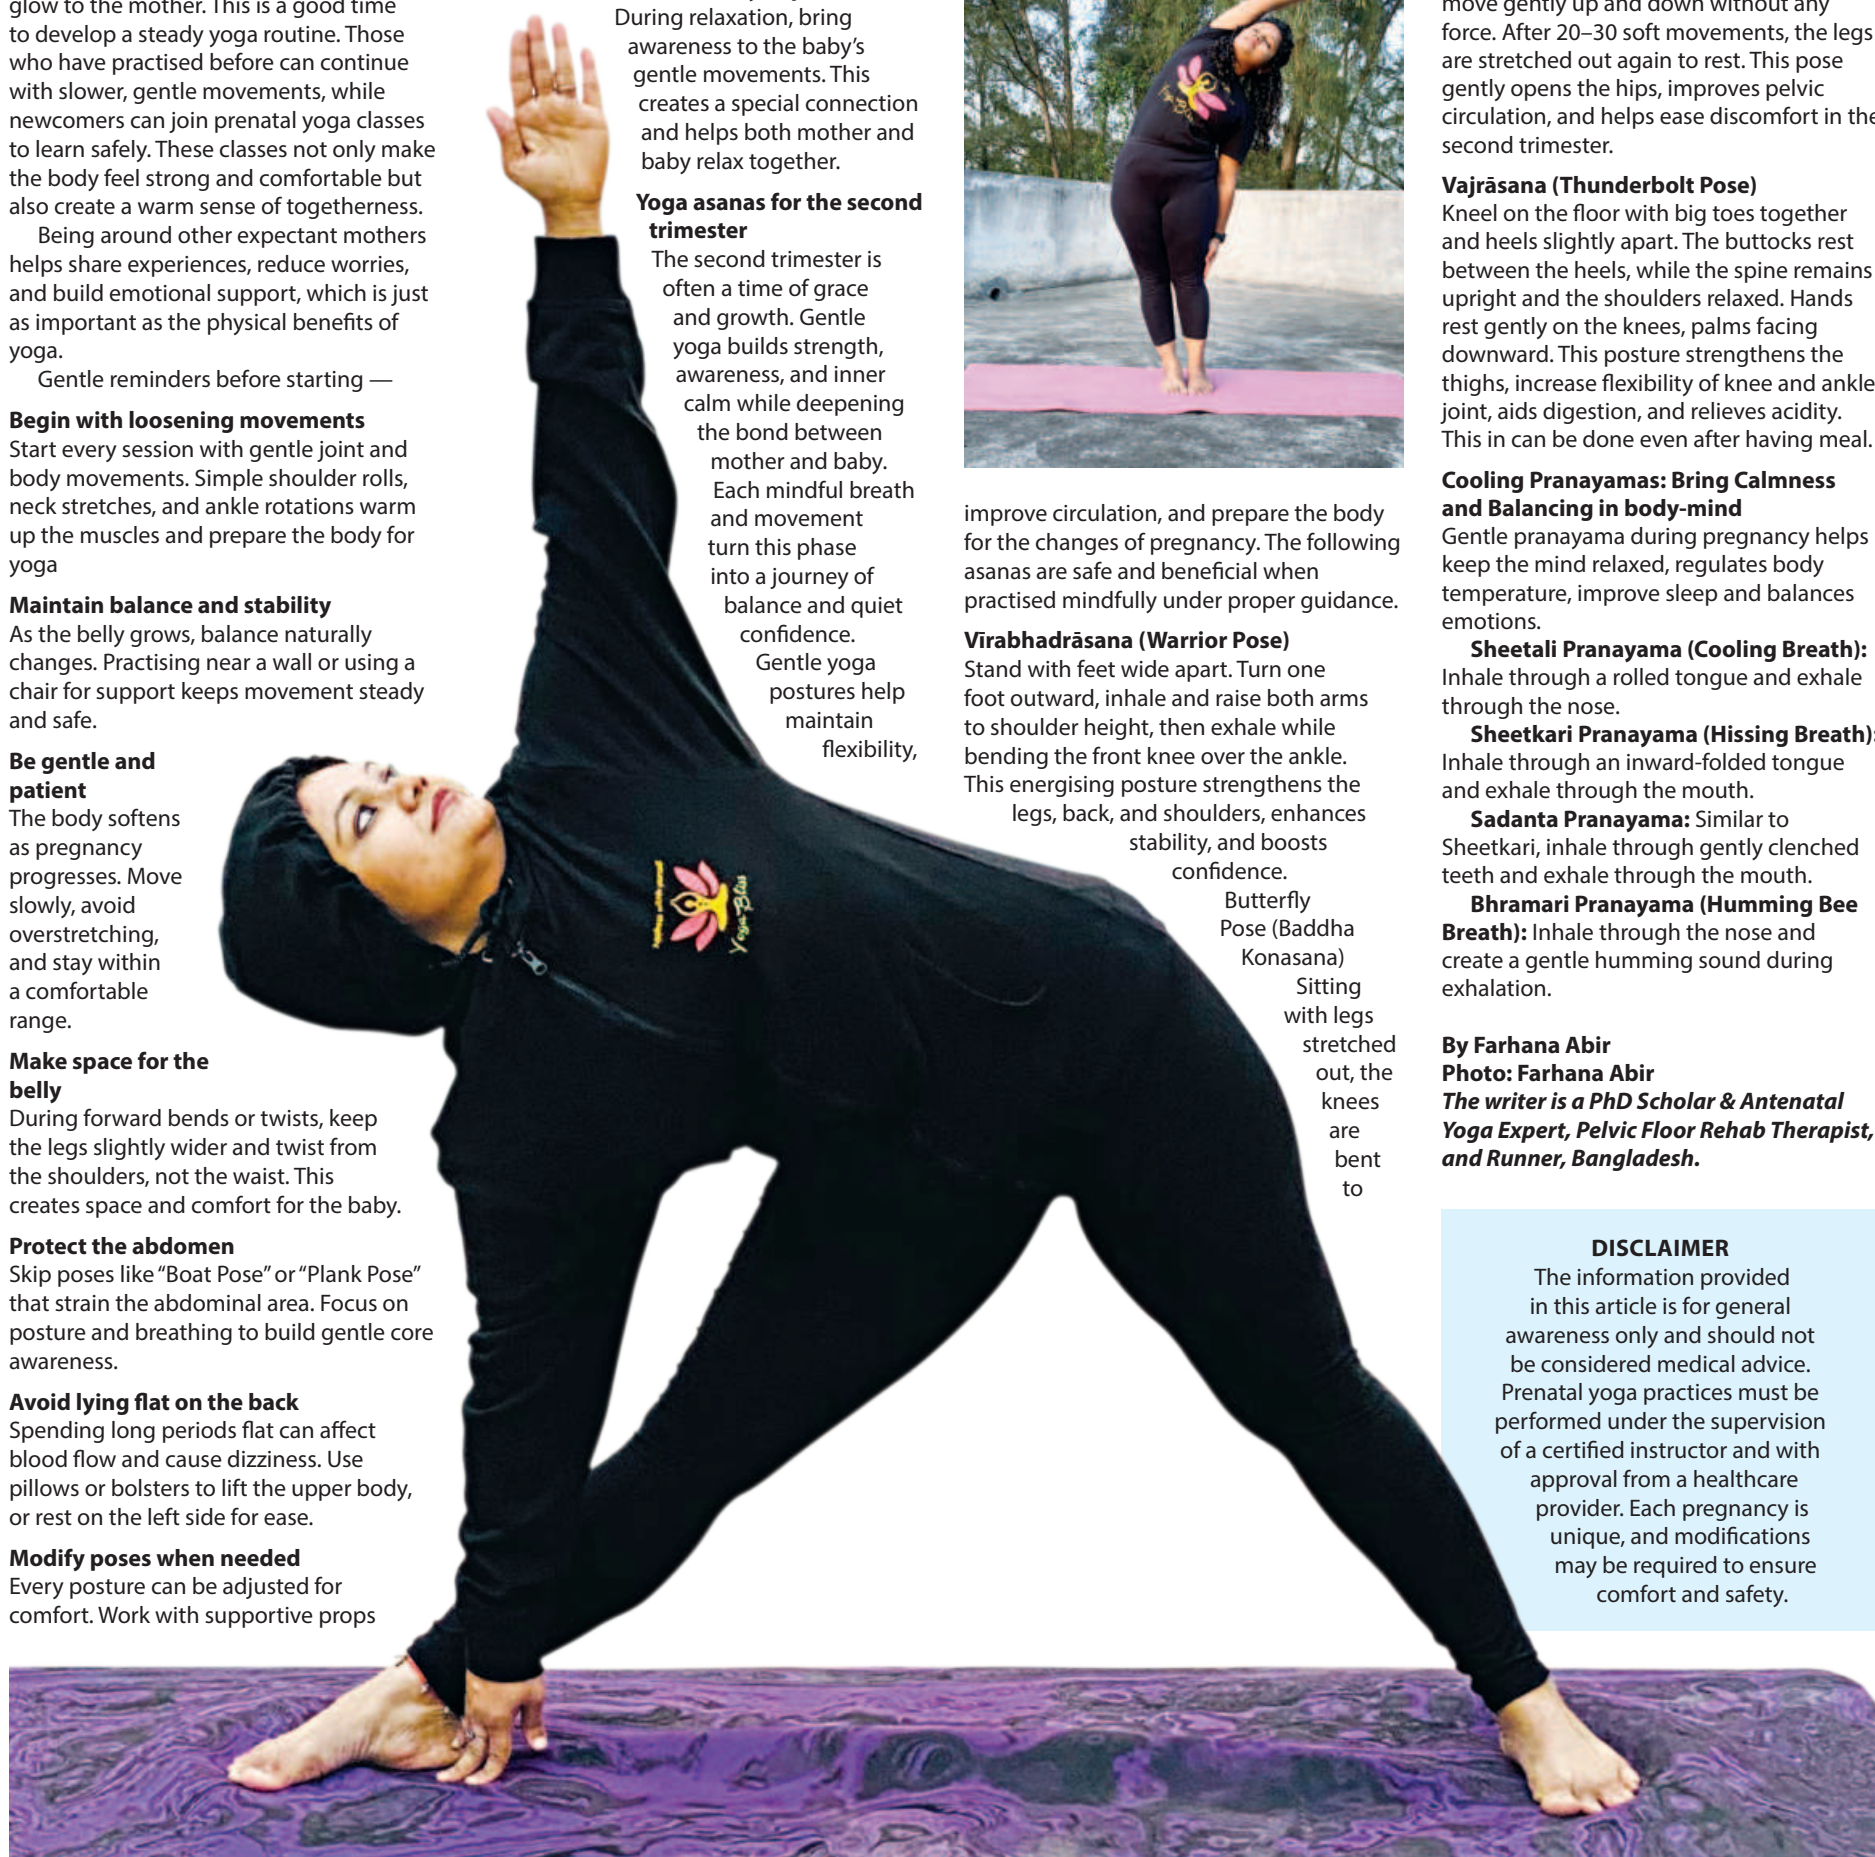 glow to the mother. This is a good time
to develop a steady yoga routine. Those
who have practised before can continue
with slower, gentle movements, while
newcomers can join prenatal yoga classes
to learn safely. These classes not only make
the body feel strong and comfortable but
also create a warm sense of togetherness.
Being around other expectant mothers
helps share experiences, reduce worries,
and build emotional support, which is just
as important as the physical benefits of
yoga.
Gentle reminders before starting —
Begin with loosening movements
Start every session with gentle joint and
body movements. Simple shoulder rolls,
neck stretches, and ankle rotations warm
up the muscles and prepare the body for
yoga
Maintain balance and stability
As the belly grows, balance naturally
changes. Practising near a wall or using a
chair for support keeps movement steady
and safe.
Be gentle and
patient
The body softens
as pregnancy
progresses. Move
slowly, avoid
overstretching,
and stay within
a comfortable
range.
Make space for the
belly
During forward bends or twists, keep
the legs slightly wider and twist from
the shoulders, not the waist. This
creates space and comfort for the baby.
Protect the abdomen
Skip poses like “Boat Pose” or “Plank Pose”
that strain the abdominal area. Focus on
posture and breathing to build gentle core
awareness.
Avoid lying flat on the back
Spending long periods flat can affect
blood flow and cause dizziness. Use
pillows or bolsters to lift the upper body,
or rest on the left side for ease.
Modify poses when needed
Every posture can be adjusted for
comfort. Work with supportive props
During relaxation, bring
awareness to the baby’s
gentle movements. This
creates a special connection
and helps both mother and
baby relax together.
Yoga asanas for the second
trimester
The second trimester is
often a time of grace
and growth. Gentle
yoga builds strength,
awareness, and inner
calm while deepening
the bond between
mother and baby.
Each mindful breath
and movement
turn this phase
into a journey of
balance and quiet
confidence.
Gentle yoga
postures help
maintain
flexibility,
Yoga Bliss
improve circulation, and prepare the body
for the changes of pregnancy. The following
asanas are safe and beneficial when
practised mindfully under proper guidance.
Vīrabhadrāsana (Warrior Pose)
Stand with feet wide apart. Turn one
foot outward, inhale and raise both arms
to shoulder height, then exhale while
bending the front knee over the ankle.
This energising posture strengthens the
legs, back, and shoulders, enhances
stability, and boosts
confidence.
Butterfly
Pose (Baddha
Konasana)
Sitting
with legs
stretched
out, the
knees
are
bent
to
move gently up and down without any
force. After 20–30 soft movements, the legs
are stretched out again to rest. This pose
gently opens the hips, improves pelvic
circulation, and helps ease discomfort in the
second trimester.
Vajrāsana (Thunderbolt Pose)
Kneel on the floor with big toes together
and heels slightly apart. The buttocks rest
between the heels, while the spine remains
upright and the shoulders relaxed. Hands
rest gently on the knees, palms facing
downward. This posture strengthens the
thighs, increase flexibility of knee and ankle
joint, aids digestion, and relieves acidity.
This in can be done even after having meal.
Cooling Pranayamas: Bring Calmness
and Balancing in body-mind
Gentle pranayama during pregnancy helps
keep the mind relaxed, regulates body
temperature, improve sleep and balances
emotions.
Sheetali Pranayama (Cooling Breath):
Inhale through a rolled tongue and exhale
through the nose.
Sheetkari Pranayama (Hissing Breath):
Inhale through an inward-folded tongue
and exhale through the mouth.
Sadanta Pranayama: Similar to
Sheetkari, inhale through gently clenched
teeth and exhale through the mouth.
Bhramari Pranayama (Humming Bee
Breath): Inhale through the nose and
create a gentle humming sound during
exhalation.
By Farhana Abir
Photo: Farhana Abir
The writer is a PhD Scholar & Antenatal
Yoga Expert, Pelvic Floor Rehab Therapist,
and Runner, Bangladesh.
DISCLAIMER
The information provided
in this article is for general
awareness only and should not
be considered medical advice.
Prenatal yoga practices must be
performed under the supervision
of a certified instructor and with
approval from a healthcare
provider. Each pregnancy is
unique, and modifications
may be required to ensure
comfort and safety.